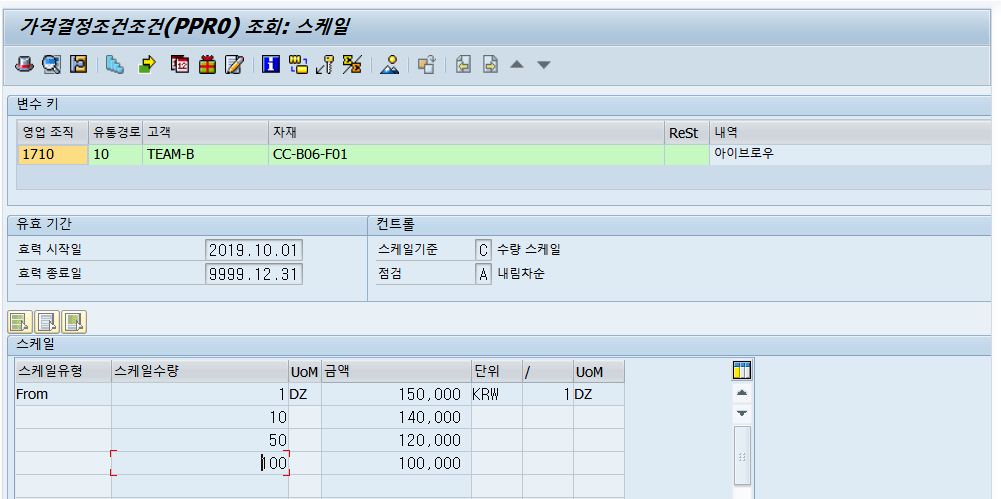 가격결정조건조건(PPR0) 조회: 스케일
12
변수 키
영업 조직 유통경로 고객 자재 ReSt 내역
1710 10 TEAM-B CC-B06-F01 아이브로우
유효 기간 컨트롤
효력 시작일 2019.10.01 스케일기준 C 수량 스케일
효력 종료일 9999.12.31 점검 A 내림차순
스케일
스케일유형 스케일수량 UoM 금액 단위 / UoM
From 1 DZ 150,000 KRW 1 DZ
10 140,000
50 120,000
100 100,000